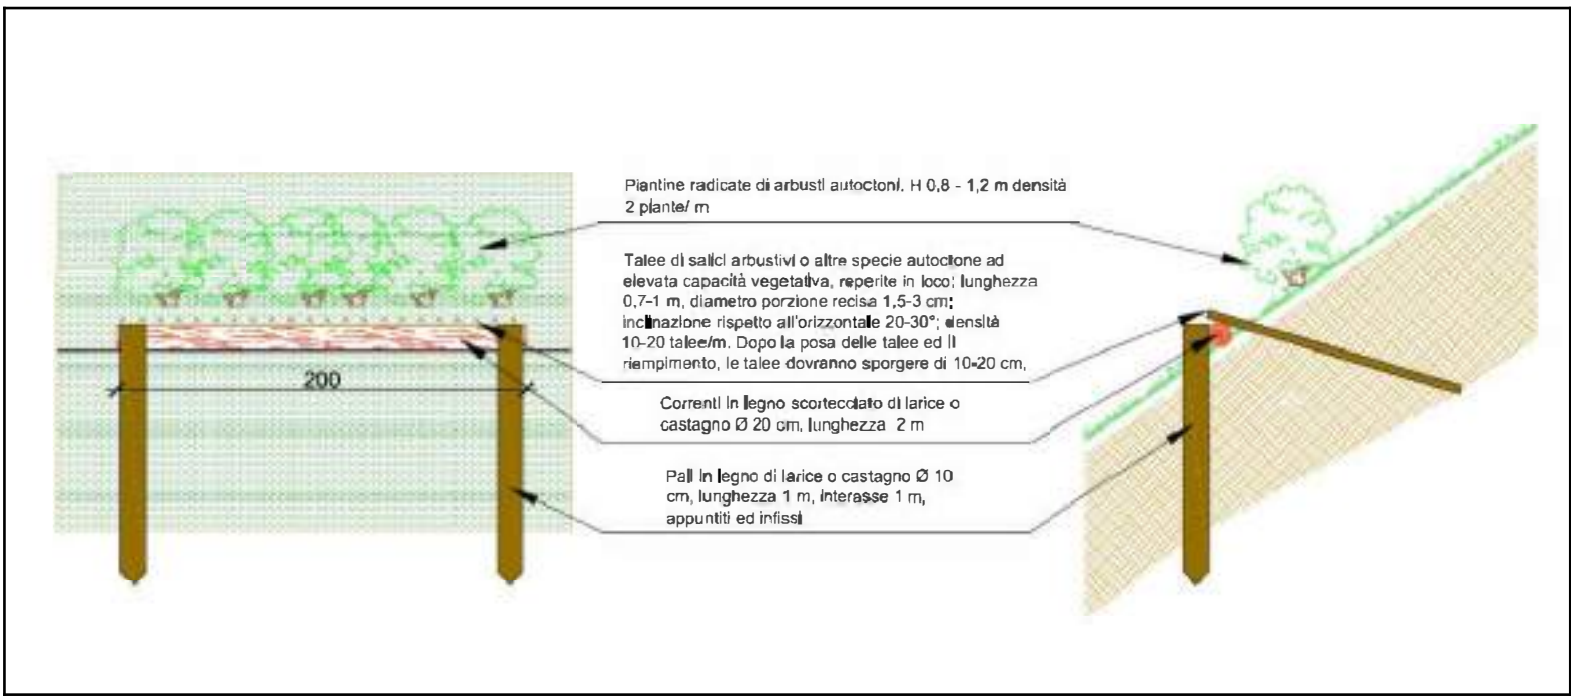 Piantine radicate di arbusti autoctoni. H 0,8 - 1,2 m densità
2 piante/ m
Talee di salici arbustivi o altre specie autoctone ad
elevata capacità vegetativa, reperite in loco; lunghezza
0,7-1 m, diametro porzione recisa 1,5-3 cm;
inclinazione rispetto all'orizzontale 20-30°; densità
10-20 talee/m. Dopo la posa delle talee ed il
riempimento, le talee dovranno sporgere di 10-20 cm,
200
Correnti in legno scortecciato di larice o
castagno Ø 20 cm, lunghezza 2 m
Pali in legno di larice o castagno Ø 10
cm, lunghezza 1 m, interasse 1 m,
appuntiti ed infissi